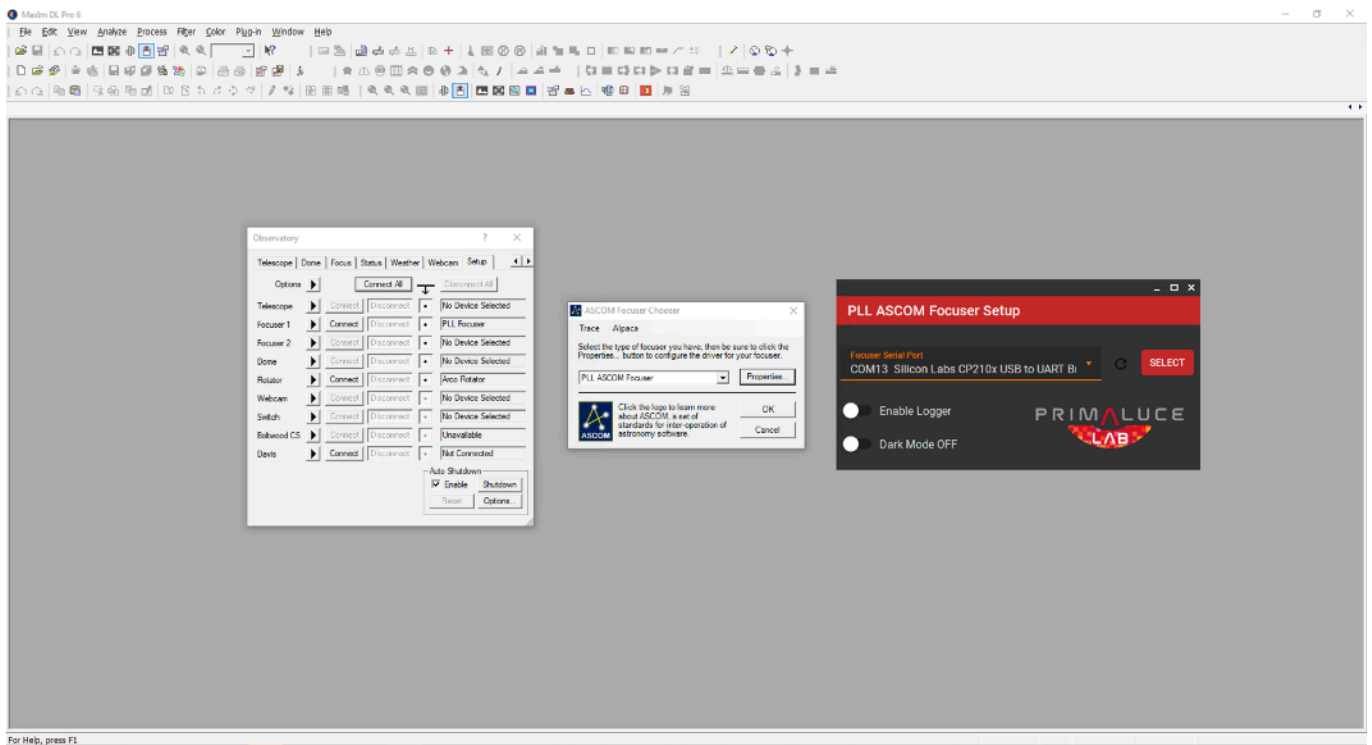 MaxIm DL Pro 6
File Edit View Analyze Process Filter Color Plug-in Window Help
Observatory
Telescope Dome Focus Status Weather Webcam Setup
Options Connect All Disconnect All
Telescope Connect Disconnect No Device Selected
Focuser 1 Connect Disconnect PLL Focuser
Focuser 2 Connect Disconnect No Device Selected
Dome Connect Disconnect No Device Selected
Rotator Connect Disconnect Arco Rotator
Webcam Connect Disconnect No Device Selected
Switch Connect Disconnect No Device Selected
Boltwood CS Connect Disconnect Unavailable
Davis Connect Disconnect Not Connected
Auto Shutdown
Enable Shutdown
Reset Options...
ASCOM Focuser Chooser
Trace Alpaca
Select the type of focuser you have, then be sure to click the
Properties... button to configure the driver for your focuser.
PLL ASCOM Focuser Properties...
Click the logo to learn more
about ASCOM, a set of
standards for inter-operation of
astronomy software.
ASCOM
OK
Cancel
PLL ASCOM Focuser Setup
Focuser Serial Port
COM13 Silicon Labs CP210x USB to UART Bri
SELECT
Enable Logger
Dark Mode OFF
PRIMALUCE
LAB
For Help, press F1